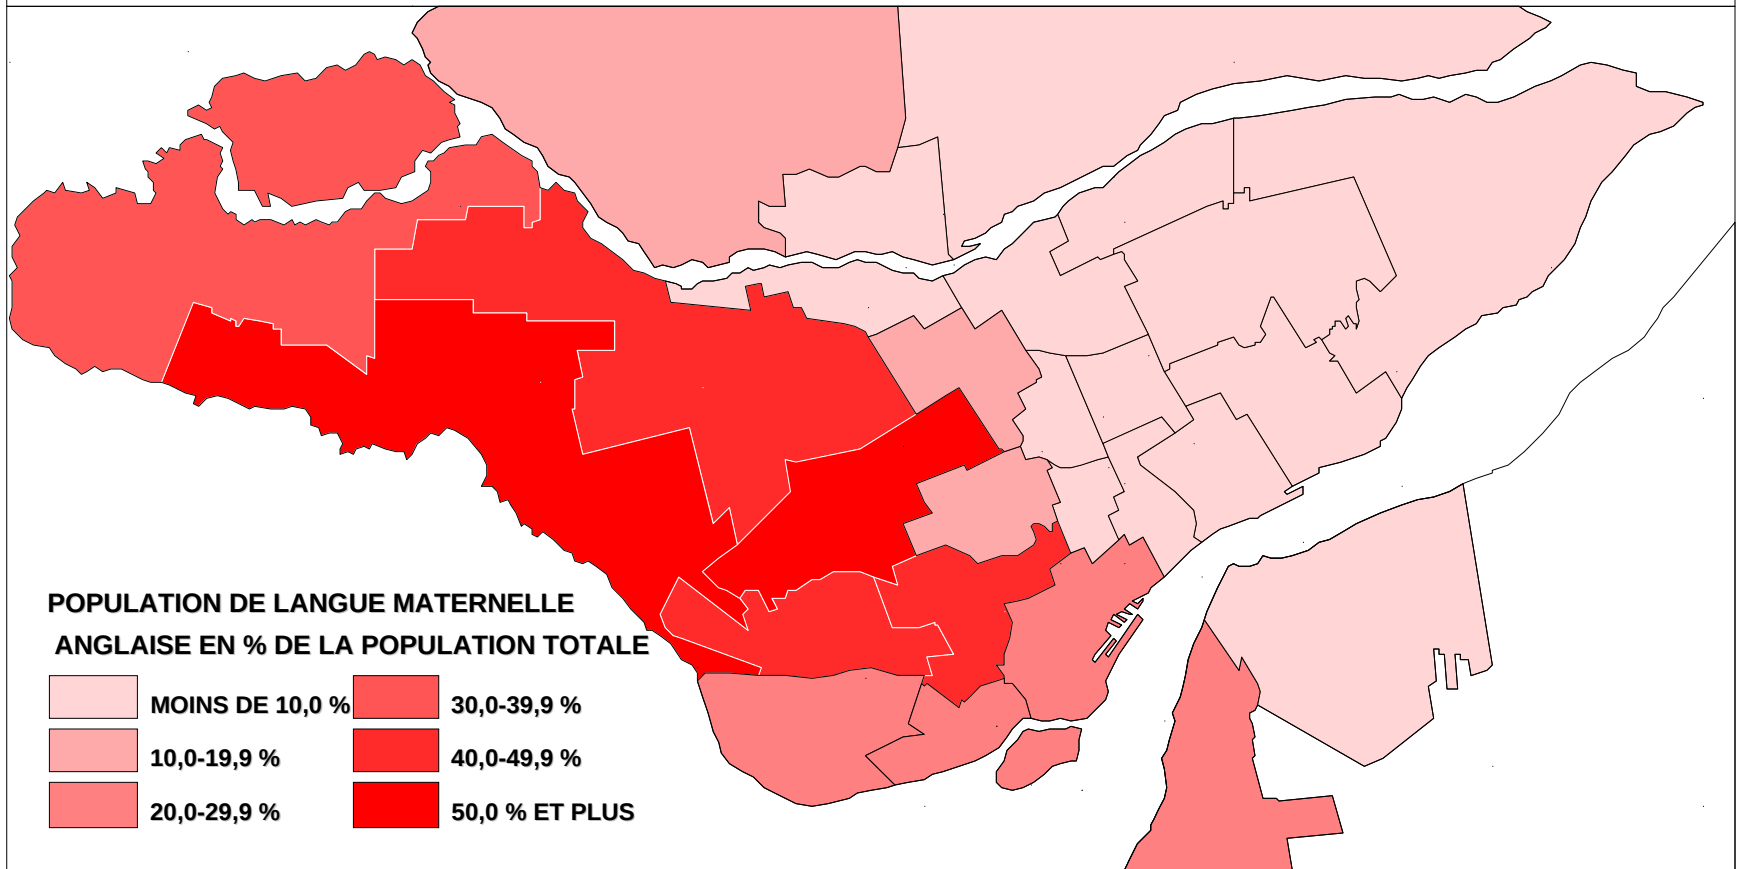 POPULATION DE LANGUE MATERNELLE
ANGLAISE EN % DE LA POPULATION TOTALE
MOINS DE 10,0 %
30,0-39,9 %
10,0-19,9 %
40,0-49,9 %
20,0-29,9 %
50,0 % ET PLUS